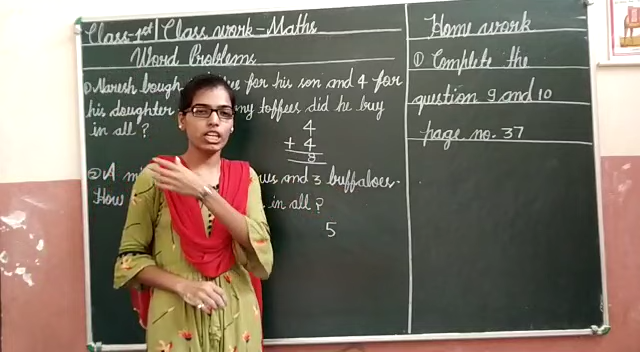 Class-1st | Class work - Maths
Word Problems
① Naresh bough for his son and 4 for
his daughter ny toffees did he buy
in all ?
4
+ 4
8
② A m and 3 buffaloes.
How in all ?
5
Home work
① Complete the
question 9 and 10
page no. 37